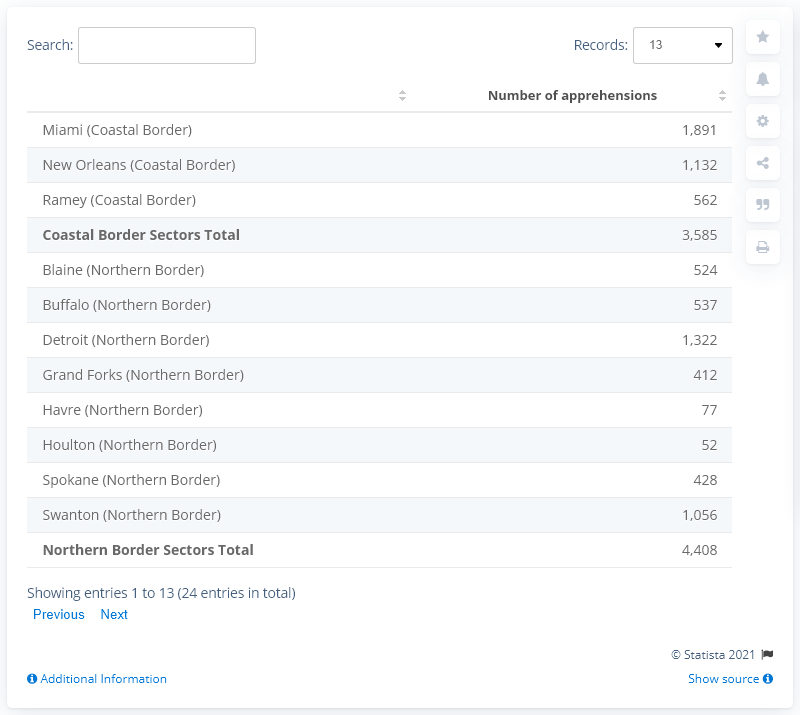 Search:
Records: 13
Number of apprehensions
Miami (Coastal Border) 1,891
New Orleans (Coastal Border) 1,132
Ramey (Coastal Border) 562
Coastal Border Sectors Total 3,585
Blaine (Northern Border) 524
Buffalo (Northern Border) 537
Detroit (Northern Border) 1,322
Grand Forks (Northern Border) 412
Havre (Northern Border) 77
Houlton (Northern Border) 52
Spokane (Northern Border) 428
Swanton (Northern Border) 1,056
Northern Border Sectors Total 4,408
Showing entries 1 to 13 (24 entries in total)
Previous Next
© Statista 2021
Additional Information
Show source